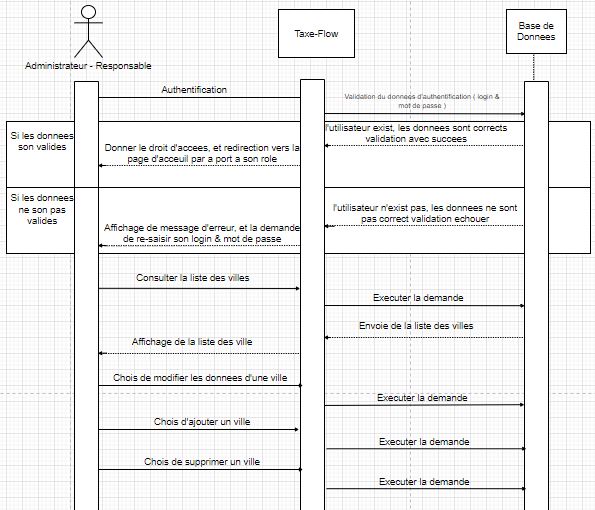 Administrateur - Responsable
Taxe-Flow
Base de
Donnees
Authentification
Validation du donnees d'authentification ( login &
mot de passe )
Si les donnees
son valides
l'utilisateur exist, les donnees sont corrects
validation avec succees
Donner le droit d'accees, et redirection vers la
page d'acceuil par a port a son role
Si les donnees
ne son pas
valides
l'utilisateur n'exist pas, les donnees ne sont
pas correct validation echouer
Affichage de message d'erreur, et la demande
de re-saisir son login & mot de passe
Consulter la liste des villes
Executer la demande
Envoie de la liste des villes
Affichage de la liste des ville
Chois de modifier les donnees d'une ville
Executer la demande
Chois d'ajouter un ville
Executer la demande
Chois de supprimer un ville
Executer la demande